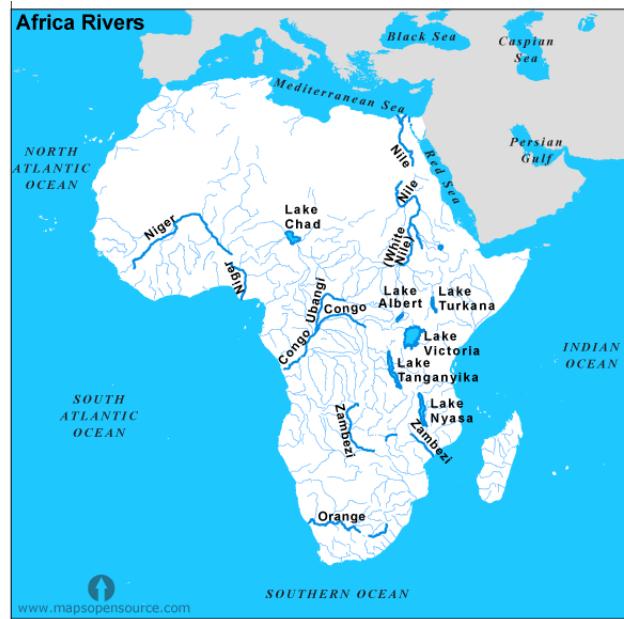 Africa Rivers
Black Sea
Caspian
Sea
Mediterranean Sea
NORTH
ATLANTIC
OCEAN
Nile
Red Sea
Persian
Gulf
Nile
Niger
Lake
Chad
(White
Nile)
Niger
Ubangi
Lake
Albert
Lake
Turkana
Congo
Congo
Lake
Victoria
INDIAN
OCEAN
Lake
Tanganyika
SOUTH
ATLANTIC
OCEAN
Zambezi
Lake
Nyasa
Zambezi
Orange
SOUTHERN OCEAN
www.mapsopensource.com